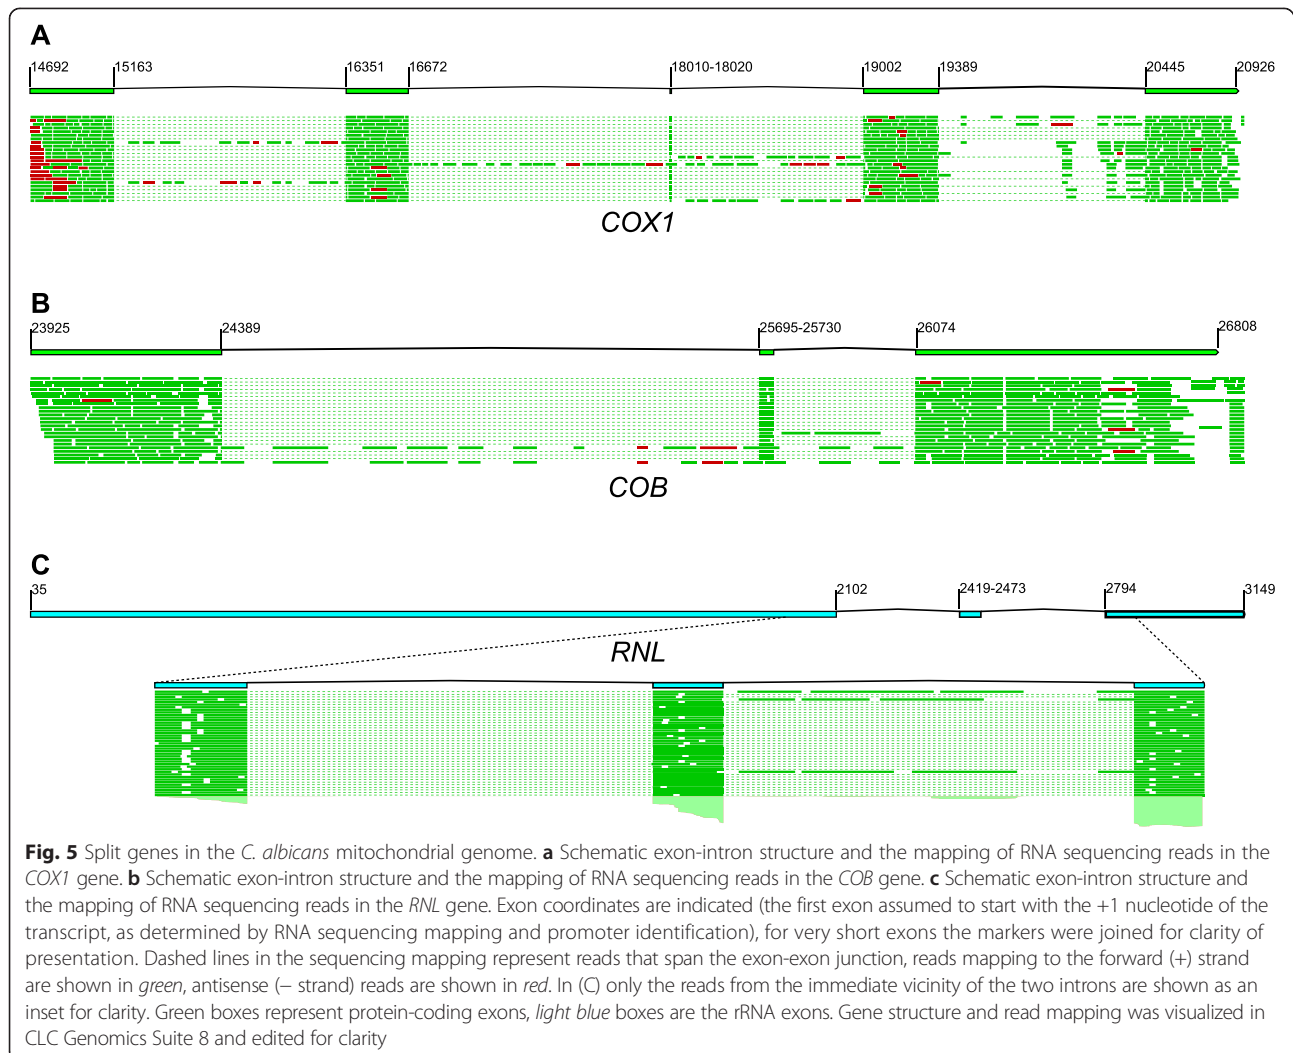 A
14692 15163 16351 16672 18010-18020 19002 19389 20445 20926
COX1
B
23925 24389 25695-25730 26074 26808
COB
C
35 2102 2419-2473 2794 3149
RNL
Fig. 5 Split genes in the C. albicans mitochondrial genome. a Schematic exon-intron structure and the mapping of RNA sequencing reads in the
COX1 gene. b Schematic exon-intron structure and the mapping of RNA sequencing reads in the COB gene. c Schematic exon-intron structure and
the mapping of RNA sequencing reads in the RNL gene. Exon coordinates are indicated (the first exon assumed to start with the +1 nucleotide of the
transcript, as determined by RNA sequencing mapping and promoter identification), for very short exons the markers were joined for clarity of
presentation. Dashed lines in the sequencing mapping represent reads that span the exon-exon junction, reads mapping to the forward (+) strand
are shown in green, antisense (− strand) reads are shown in red. In (C) only the reads from the immediate vicinity of the two introns are shown as an
inset for clarity. Green boxes represent protein-coding exons, light blue boxes are the rRNA exons. Gene structure and read mapping was visualized in
CLC Genomics Suite 8 and edited for clarity